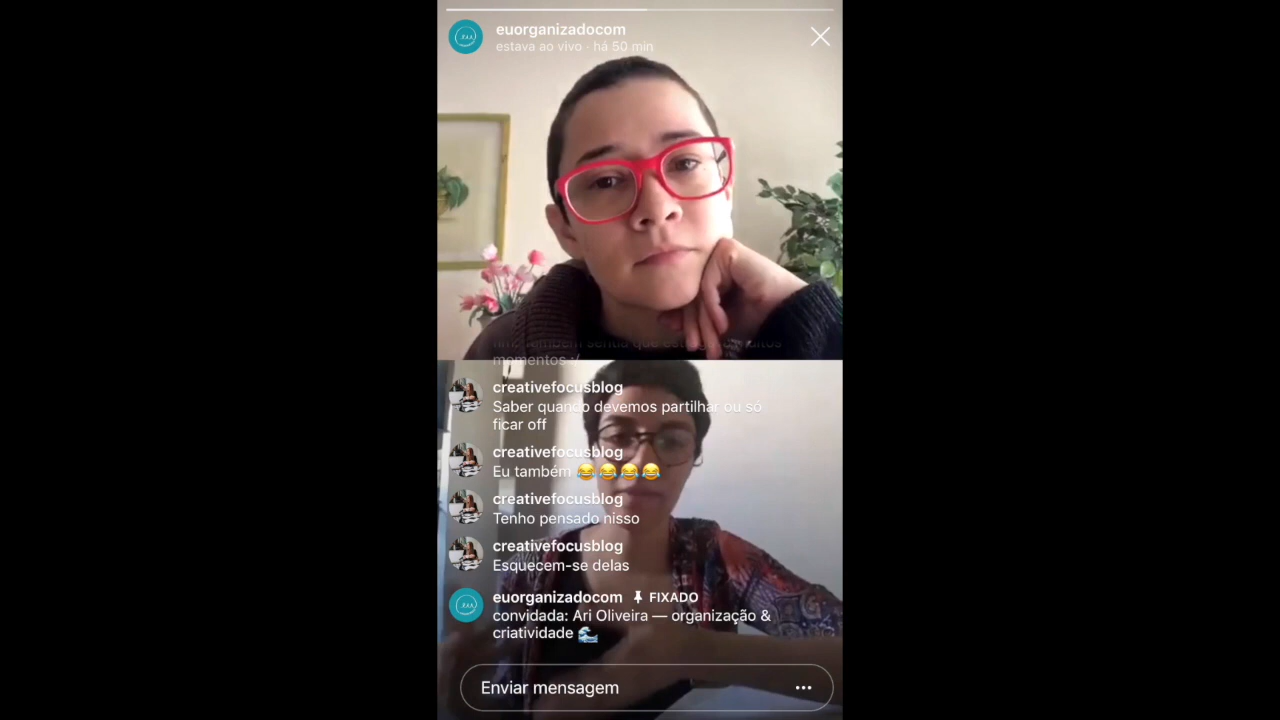 euorganizadocom
estava ao vivo · há 50 min
momentos :/
creativefocusblog
Saber quando devemos partilhar ou só
ficar off
creativefocusblog
Eu também 😂😂😂😂
creativefocusblog
Tenho pensado nisso
creativefocusblog
Esquecem-se delas
euorganizadocom FIXADO
convidada: Ari Oliveira — organização &
criatividade 🌊
Enviar mensagem